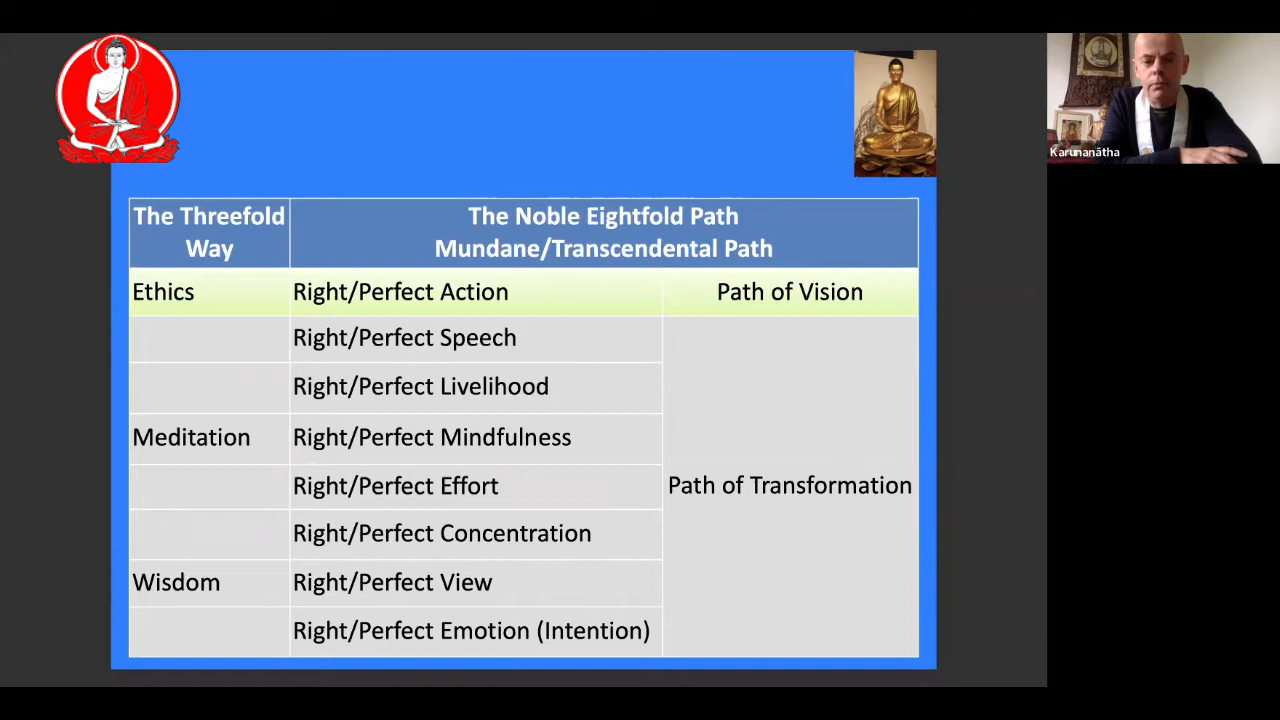 Karunanātha
The Threefold
Way
The Noble Eightfold Path
Mundane/Transcendental Path
Ethics
Right/Perfect Action
Path of Vision
Right/Perfect Speech
Right/Perfect Livelihood
Meditation
Right/Perfect Mindfulness
Right/Perfect Effort
Path of Transformation
Right/Perfect Concentration
Wisdom
Right/Perfect View
Right/Perfect Emotion (Intention)